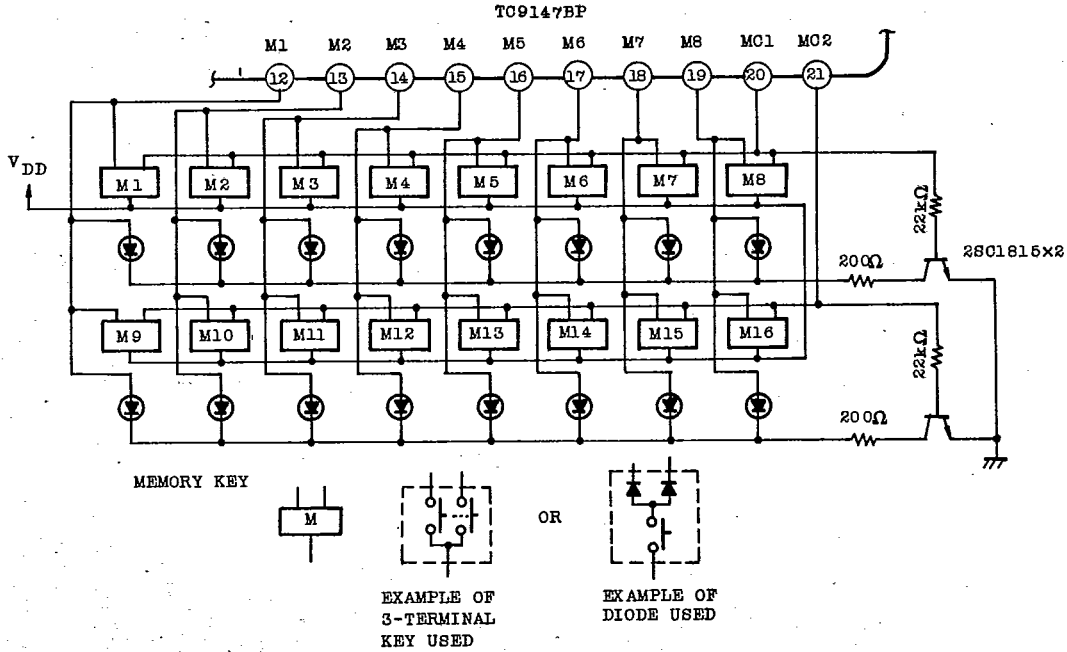 TC9147BP
M1 M2 M3 M4 M5 M6 M7 M8 MC1 MC2
12 13 14 15 16 17 18 19 20 21
VDD
M1 M2 M3 M4 M5 M6 M7 M8
22kΩ
200Ω
2SC1815×2
M9 M10 M11 M12 M13 M14 M15 M16
22kΩ
200Ω
MEMORY KEY
M
OR
EXAMPLE OF
3-TERMINAL
KEY USED
EXAMPLE OF
DIODE USED